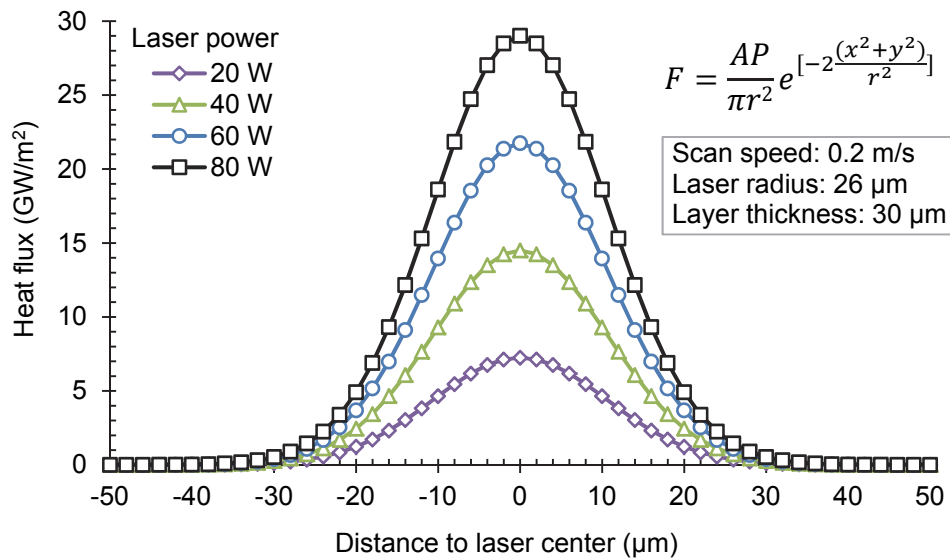 30
25
20
15
10
5
0
Heat flux (GW/m²)
Laser power
20 W
40 W
60 W
80 W
F = \frac{AP}{πr²} e^{[-2\frac{(x²+y²)}{r²}]}
Scan speed: 0.2 m/s
Laser radius: 26 µm
Layer thickness: 30 µm
-50 -40 -30 -20 -10 0 10 20 30 40 50
Distance to laser center (µm)